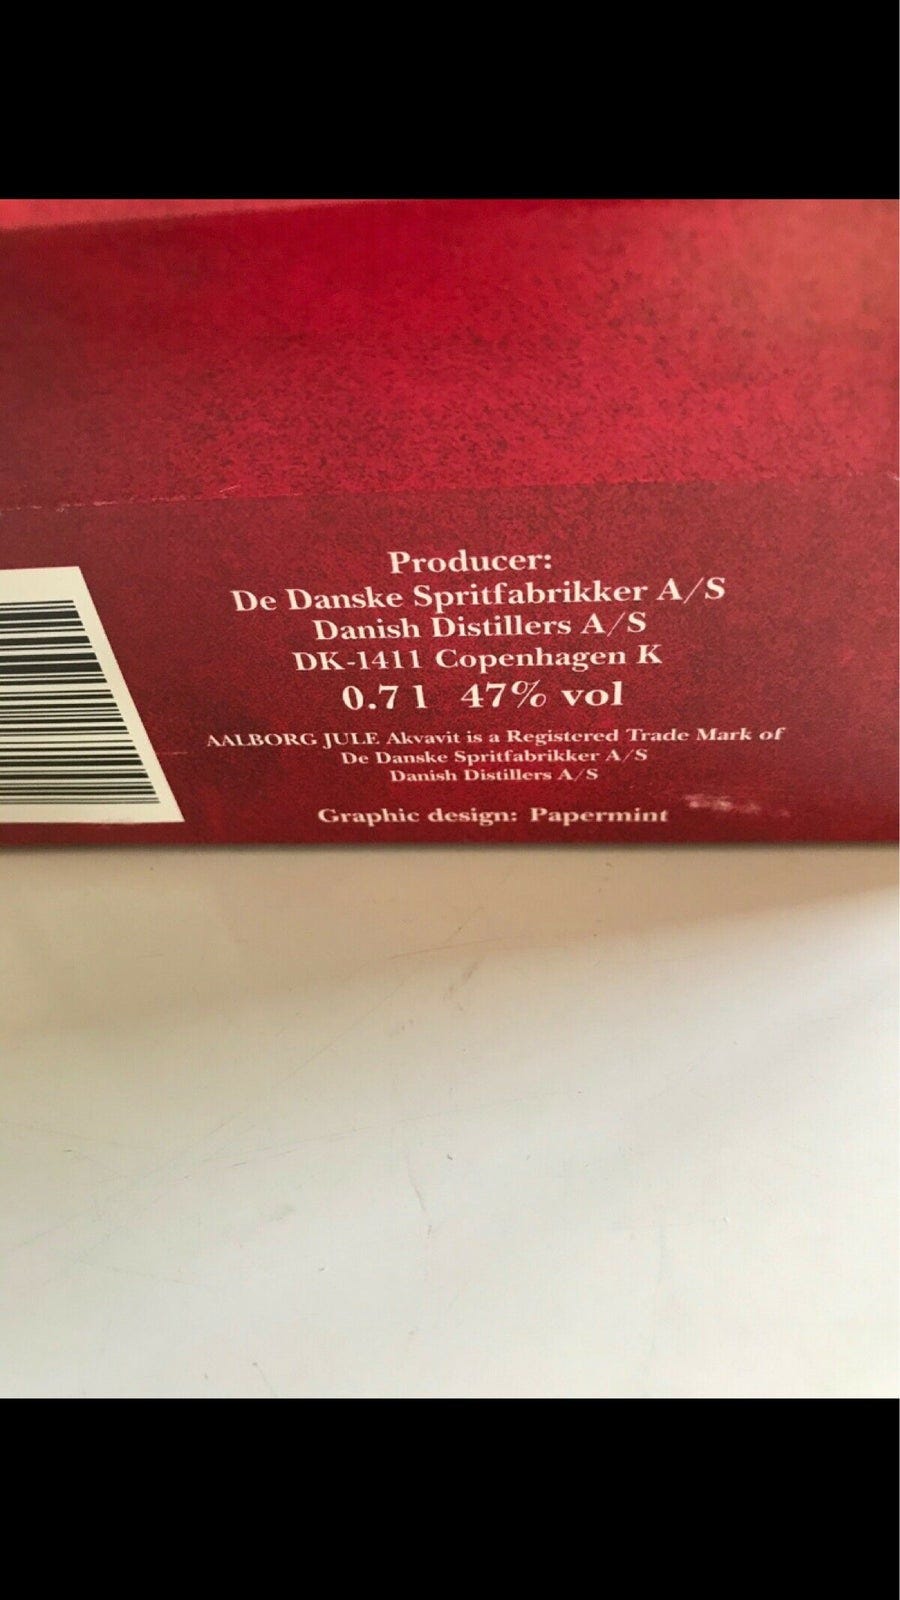 Producer:
De Danske Spritfabrikker A/S
Danish Distillers A/S
DK-1411 Copenhagen K
0.7 l 47% vol
AALBORG JULE Akvavit is a Registered Trade Mark of
De Danske Spritfabrikker A/S
Danish Distillers A/S
Graphic design: Papermint